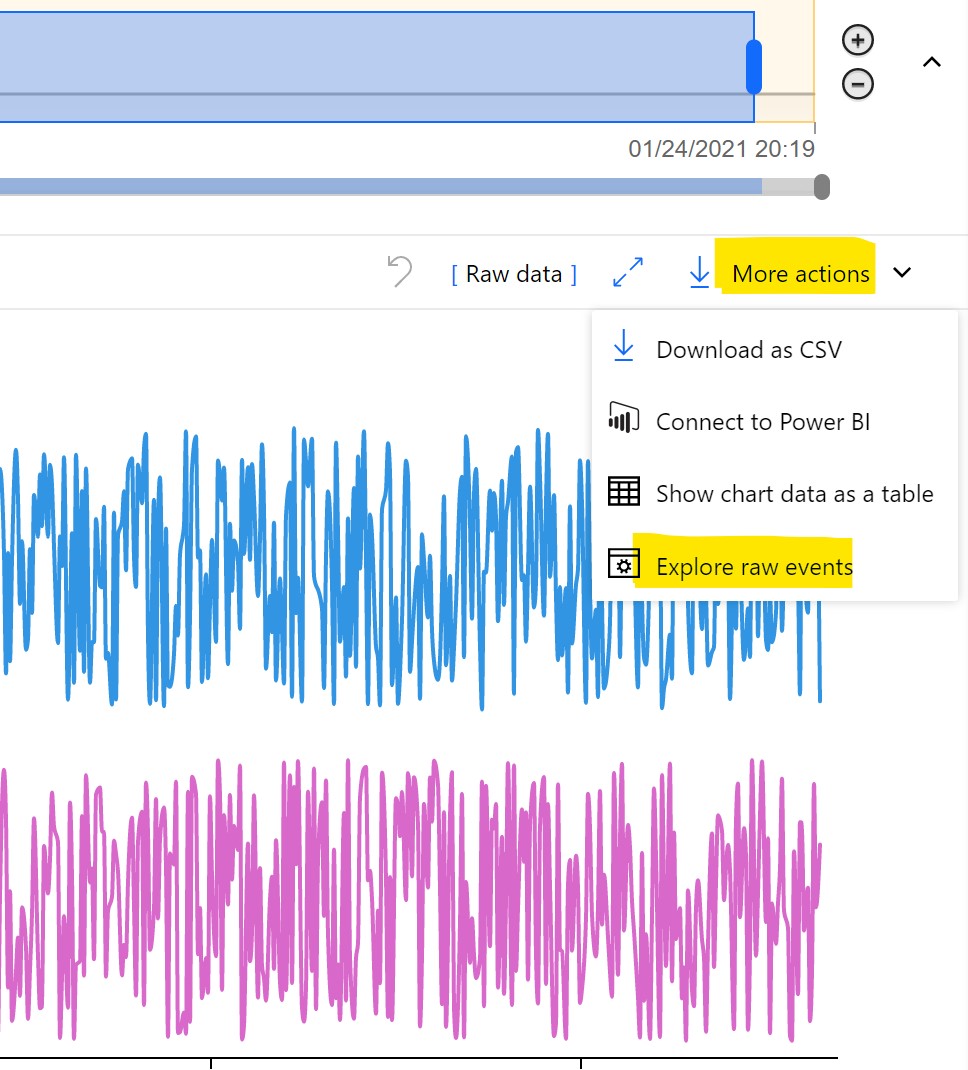 01/24/2021 20:19
[ Raw data ]
More actions
Download as CSV
Connect to Power BI
Show chart data as a table
Explore raw events